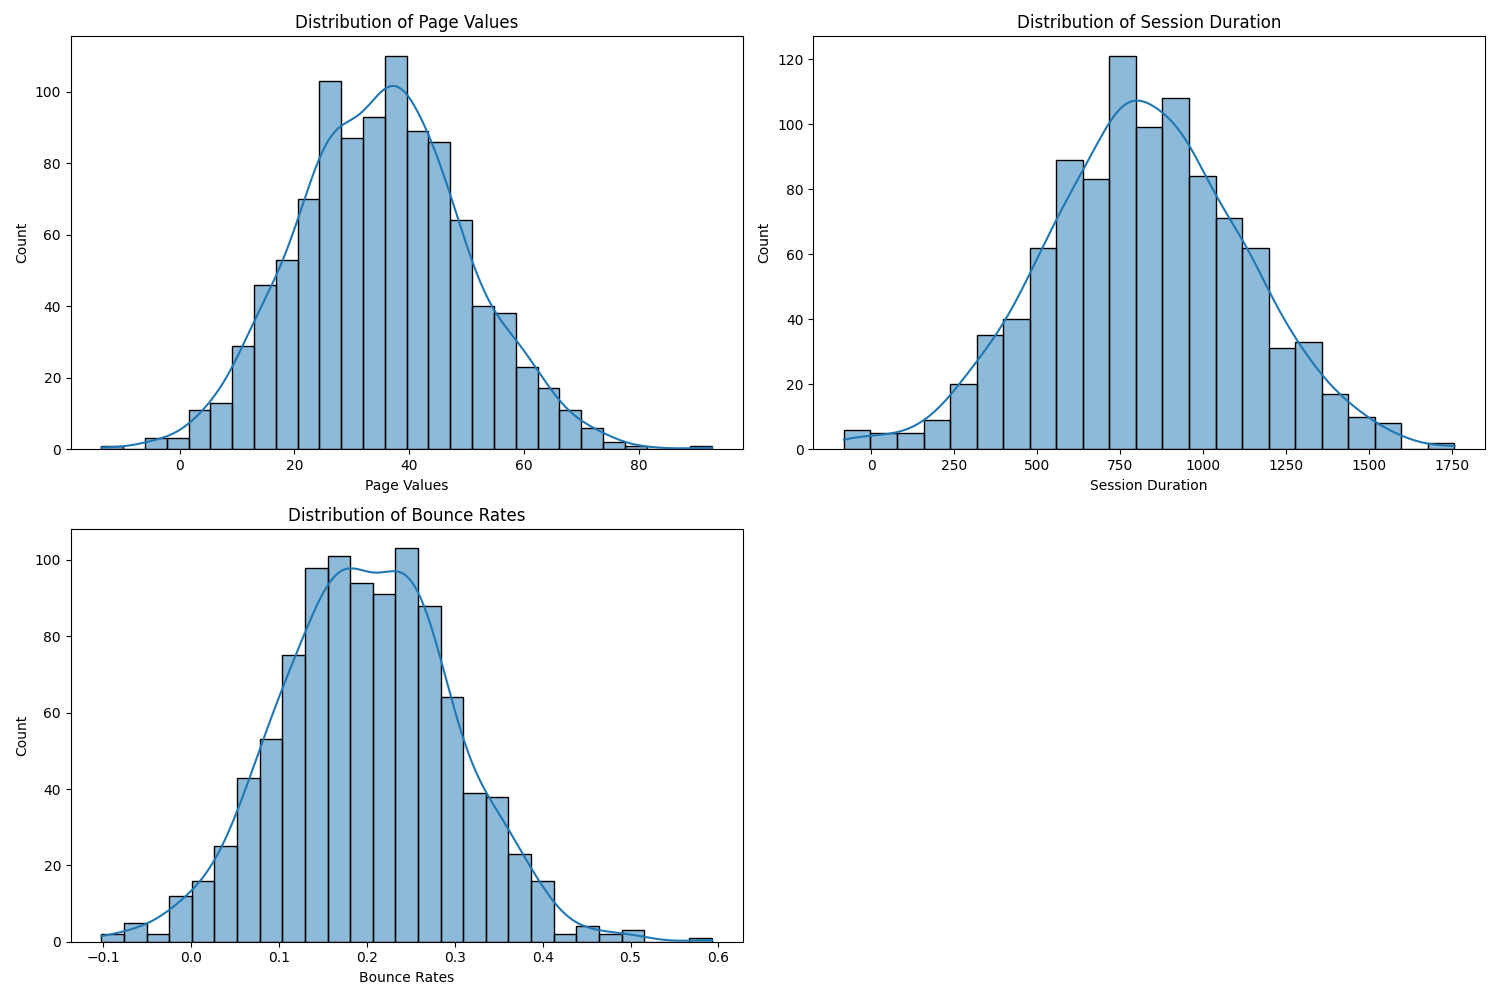 Distribution of Page Values
Count
100
80
60
40
20
0
0 20 40 60 80
Page Values
Distribution of Session Duration
Count
120
100
80
60
40
20
0
0 250 500 750 1000 1250 1500 1750
Session Duration
Distribution of Bounce Rates
Count
100
80
60
40
20
0
−0.1 0.0 0.1 0.2 0.3 0.4 0.5 0.6
Bounce Rates